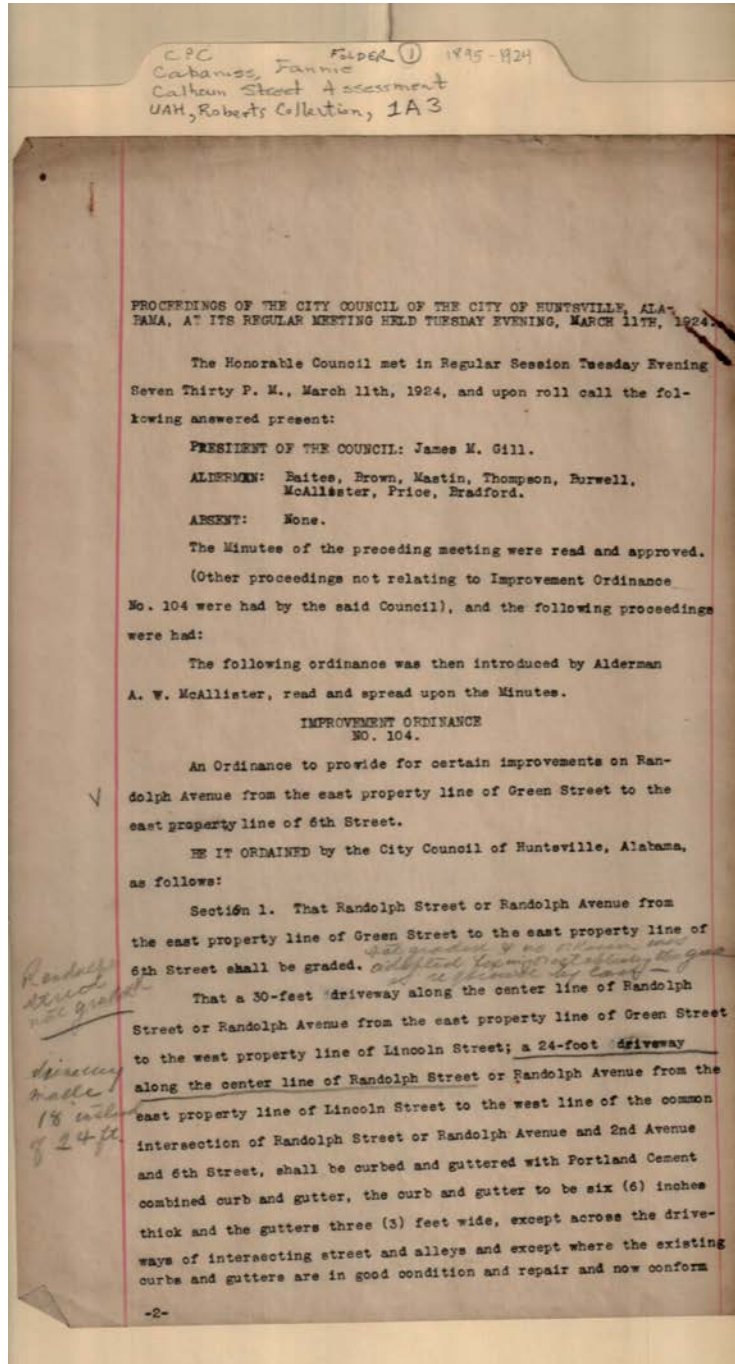 CPC FOLDER ① 1895-1924
Cabaniss, Fannie
Calhoun Street Assessment
UAH, Roberts Collection, 1A3
PROCEEDINGS OF THE CITY COUNCIL OF THE CITY OF HUNTSVILLE, ALA-
BAMA, AT ITS REGULAR MEETING HELD TUESDAY EVENING, MARCH 11TH, 1924.
The Honorable Council met in Regular Session Tuesday Evening
Seven Thirty P. M., March 11th, 1924, and upon roll call the fol-
lowing answered present:
PRESIDENT OF THE COUNCIL: James M. Gill.
ALDERMEN: Baites, Brown, Mastin, Thompson, Burwell,
McAllister, Price, Bradford.
ABSENT: None.
The Minutes of the preceding meeting were read and approved.
(Other proceedings not relating to Improvement Ordinance
No. 104 were had by the said Council), and the following proceedings
were had:
The following ordinance was then introduced by Alderman
A. W. McAllister, read and spread upon the Minutes.
IMPROVEMENT ORDINANCE
NO. 104.
An Ordinance to provide for certain improvements on Ran-
dolph Avenue from the east property line of Green Street to the
east property line of 6th Street.
BE IT ORDAINED by the City Council of Huntsville, Alabama,
as follows:
Section 1. That Randolph Street or Randolph Avenue from
the east property line of Green Street to the east property line of
6th Street shall be graded.
not graded & no ordinance was
adopted establishing the grade
as required by law—
Randolph
Street
not graded
That a 30-feet driveway along the center line of Randolph
Street or Randolph Avenue from the east property line of Green Street
to the west property line of Lincoln Street; a 24-foot driveway
along the center line of Randolph Street or Randolph Avenue from the
east property line of Lincoln Street to the west line of the common
intersection of Randolph Street or Randolph Avenue and 2nd Avenue
and 6th Street, shall be curbed and guttered with Portland Cement
combined curb and gutter, the curb and gutter to be six (6) inches
thick and the gutters three (3) feet wide, except across the drive-
ways of intersecting street and alleys and except where the existing
curbs and gutters are in good condition and repair and now conform
driveway
made
18 instead
of 24 ft.
-2-